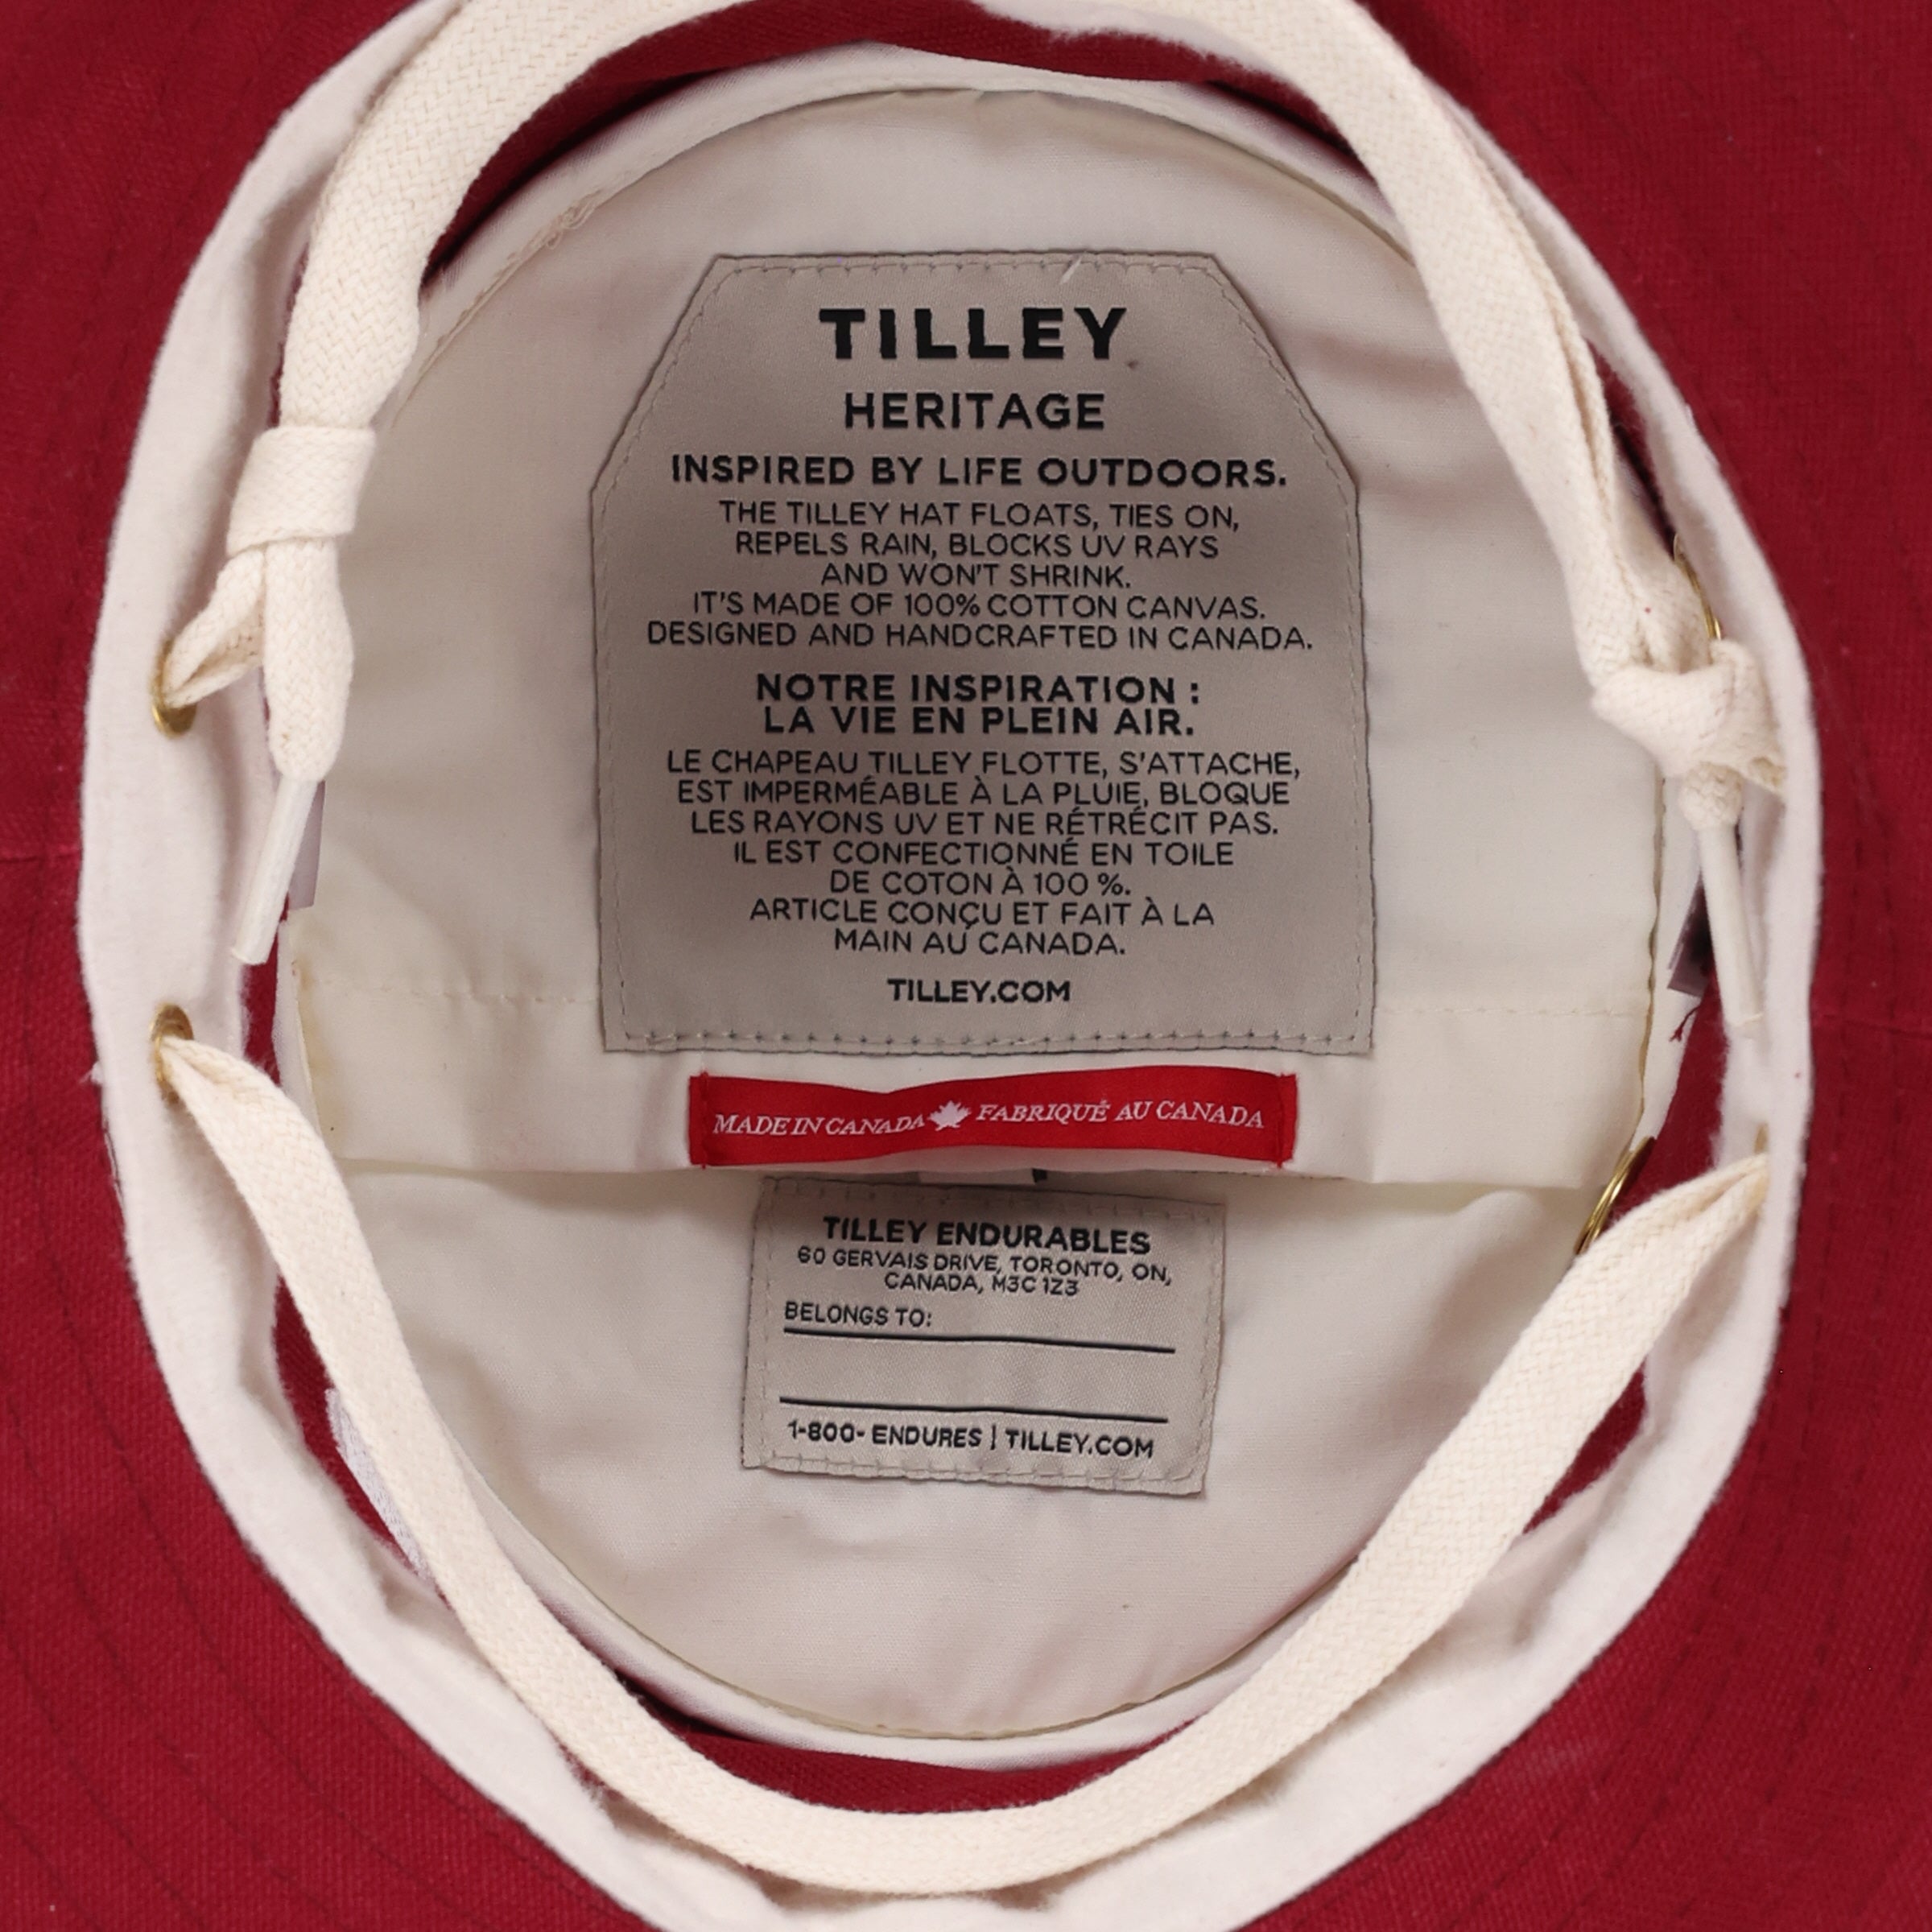 TILLEY
HERITAGE
INSPIRED BY LIFE OUTDOORS.
THE TILLEY HAT FLOATS, TIES ON,
REPELS RAIN, BLOCKS UV RAYS
AND WON'T SHRINK.
IT'S MADE OF 100% COTTON CANVAS.
DESIGNED AND HANDCRAFTED IN CANADA.
NOTRE INSPIRATION :
LA VIE EN PLEIN AIR.
LE CHAPEAU TILLEY FLOTTE, S'ATTACHE,
EST IMPERMÉABLE À LA PLUIE, BLOQUE
LES RAYONS UV ET NE RÉTRÉCIT PAS.
IL EST CONFECTIONNÉ EN TOILE
DE COTON À 100 %.
ARTICLE CONÇU ET FAIT À LA
MAIN AU CANADA.
TILLEY.COM
MADE IN CANADA FABRIQUÉ AU CANADA
TILLEY ENDURABLES
60 GERVAIS DRIVE, TORONTO, ON,
CANADA, M3C 1Z3
BELONGS TO:
1-800- ENDURES | TILLEY.COM